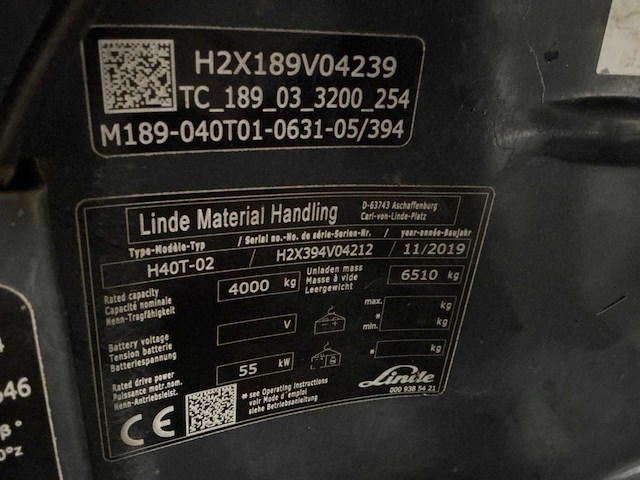 H2X189V04239
TC_189_03_3200_254
M189-040T01-0631-05/394
Linde Material Handling
D-63743 Aschaffenburg
Carl-von-Linde-Platz
Type-Modèle-Typ / Serial no.-No. de série-Serien-Nr. / year-année-Baujahr
H40T-02 / H2X394V04212 / 11/2019
Rated capacity
Capacité nominale
Nenn-Tragfähigkeit
4000 kg
Unladen mass
Masse à vide
Leergewicht
6510 kg
Battery voltage
Tension batterie
Batteriespannung
V
max.
kg
*
min.
kg
Rated drive power
Puissance motr.nom.
Nenn-Antriebsleist.
55 kW
*
kg
CE
* see Operating Instructions
voir Mode d'emploi
siehe Betriebsanleitung
Linde
000 938 54 21
4
546
β *
0°z